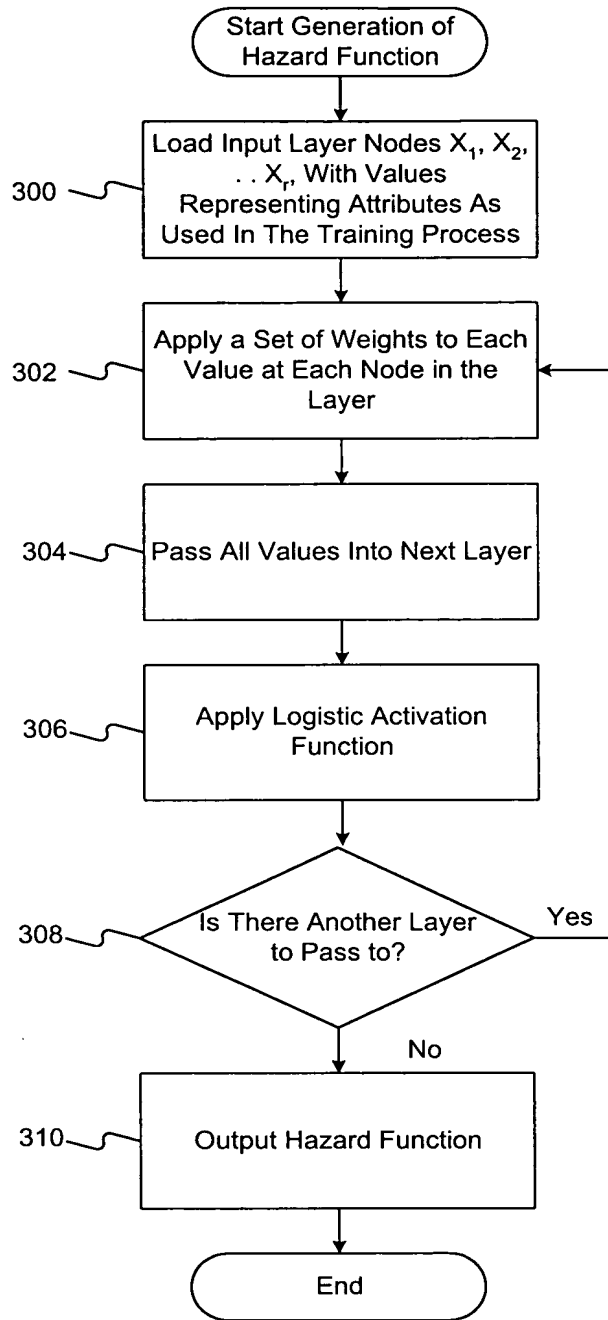 Start Generation of
Hazard Function
Load Input Layer Nodes X₁, X₂,
. . Xᵣ, With Values
Representing Attributes As
Used In The Training Process
300
Apply a Set of Weights to Each
Value at Each Node in the
Layer
302
Pass All Values Into Next Layer
304
Apply Logistic Activation
Function
306
Is There Another Layer
to Pass to?
308
Yes
No
Output Hazard Function
310
End